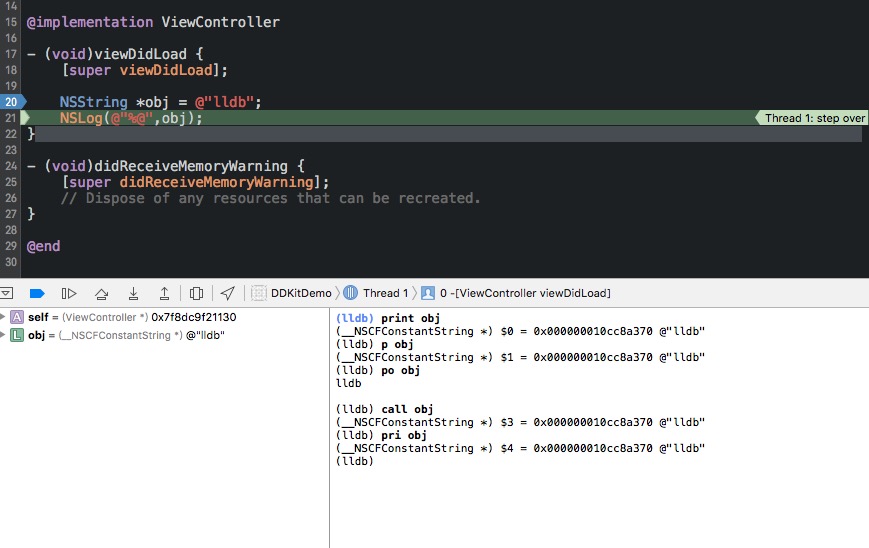 14
15 @implementation ViewController
16
17 - (void)viewDidLoad {
18 [super viewDidLoad];
19
20 NSString *obj = @"lldb";
21 NSLog(@"%@",obj); Thread 1: step over
22 }
23
24 - (void)didReceiveMemoryWarning {
25 [super didReceiveMemoryWarning];
26 // Dispose of any resources that can be recreated.
27 }
28
29 @end
30
DDKitDemo Thread 1 0 -[ViewController viewDidLoad]
A self = (ViewController *) 0x7f8dc9f21130
L obj = (__NSCFConstantString *) @"lldb"
(lldb) print obj
(__NSCFConstantString *) $0 = 0x000000010cc8a370 @"lldb"
(lldb) p obj
(__NSCFConstantString *) $1 = 0x000000010cc8a370 @"lldb"
(lldb) po obj
lldb
(lldb) call obj
(__NSCFConstantString *) $3 = 0x000000010cc8a370 @"lldb"
(lldb) pri obj
(__NSCFConstantString *) $4 = 0x000000010cc8a370 @"lldb"
(lldb)